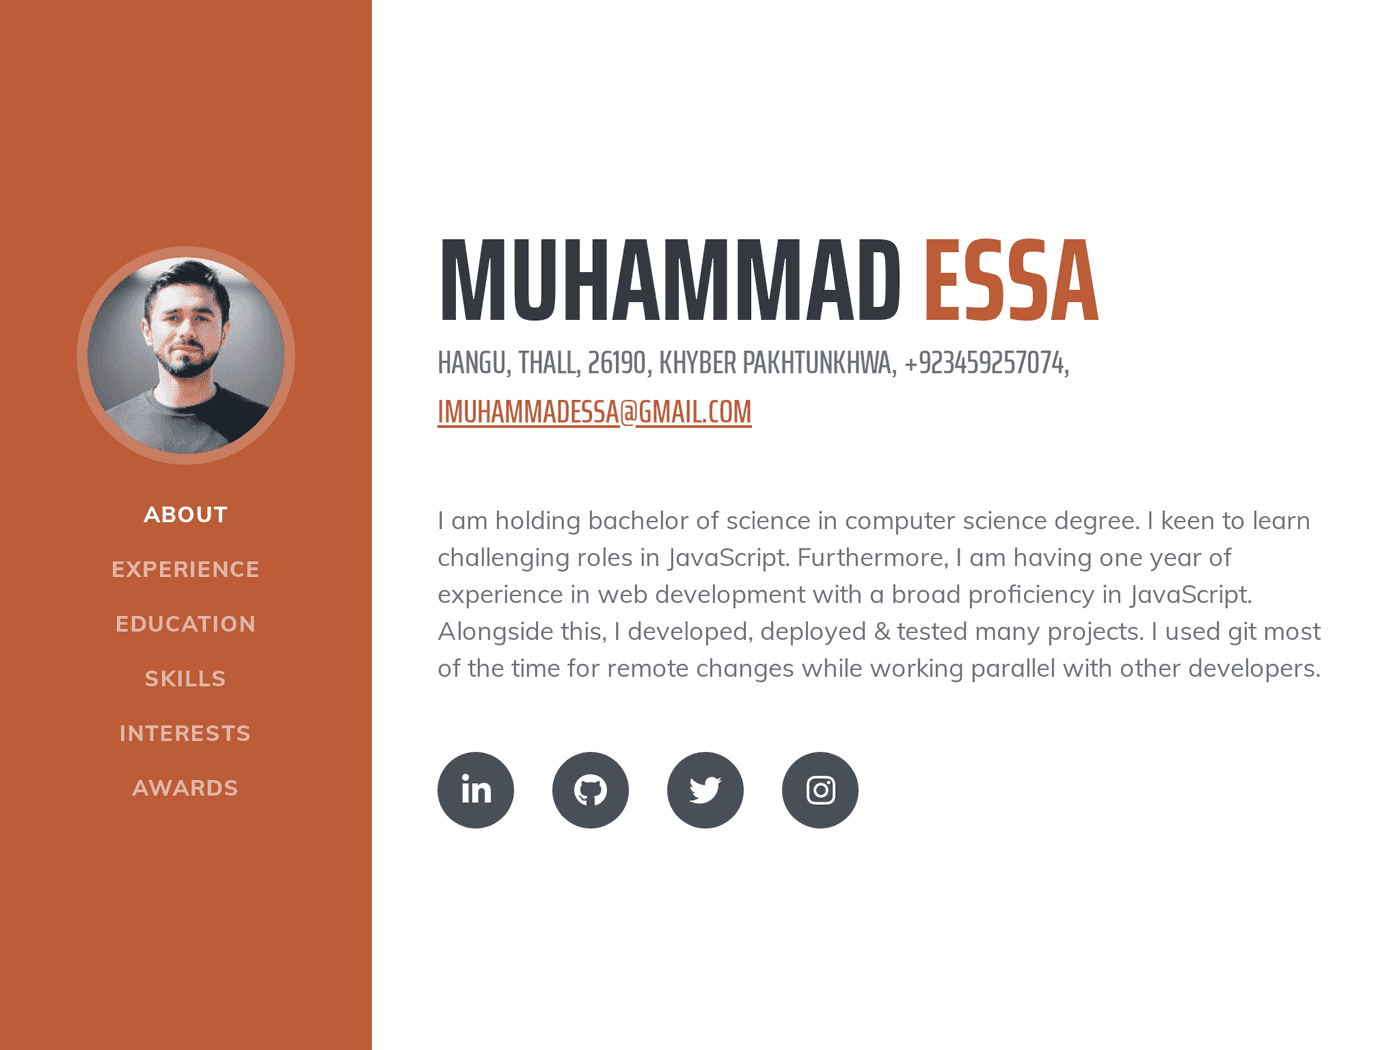 ABOUT
EXPERIENCE
EDUCATION
SKILLS
INTERESTS
AWARDS
MUHAMMAD ESSA
HANGU, THALL, 26190, KHYBER PAKHTUNKHWA, +923459257074,
IMUHAMMADESSA@GMAIL.COM
I am holding bachelor of science in computer science degree. I keen to learn
challenging roles in JavaScript. Furthermore, I am having one year of
experience in web development with a broad proficiency in JavaScript.
Alongside this, I developed, deployed & tested many projects. I used git most
of the time for remote changes while working parallel with other developers.
in